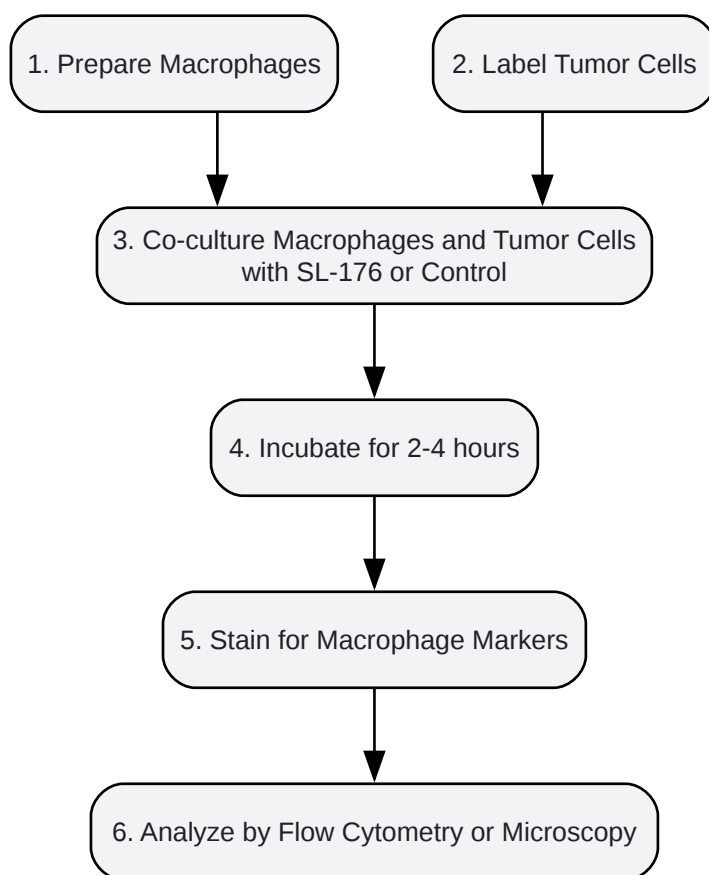 1. Prepare Macrophages
2. Label Tumor Cells
3. Co-culture Macrophages and Tumor Cells
with SL-176 or Control
4. Incubate for 2-4 hours
5. Stain for Macrophage Markers
6. Analyze by Flow Cytometry or Microscopy